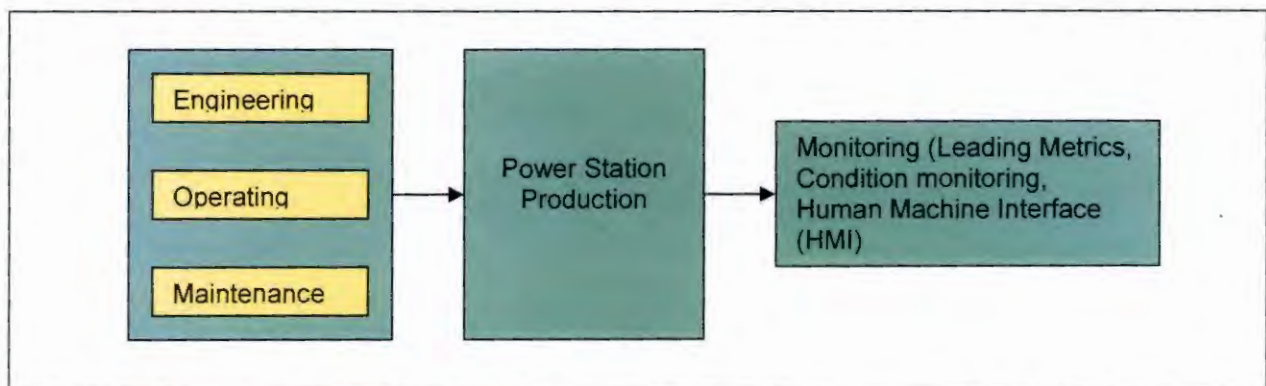 Engineering
Operating
Maintenance
Power Station
Production
Monitoring (Leading Metrics,
Condition monitoring,
Human Machine Interface
(HMI)